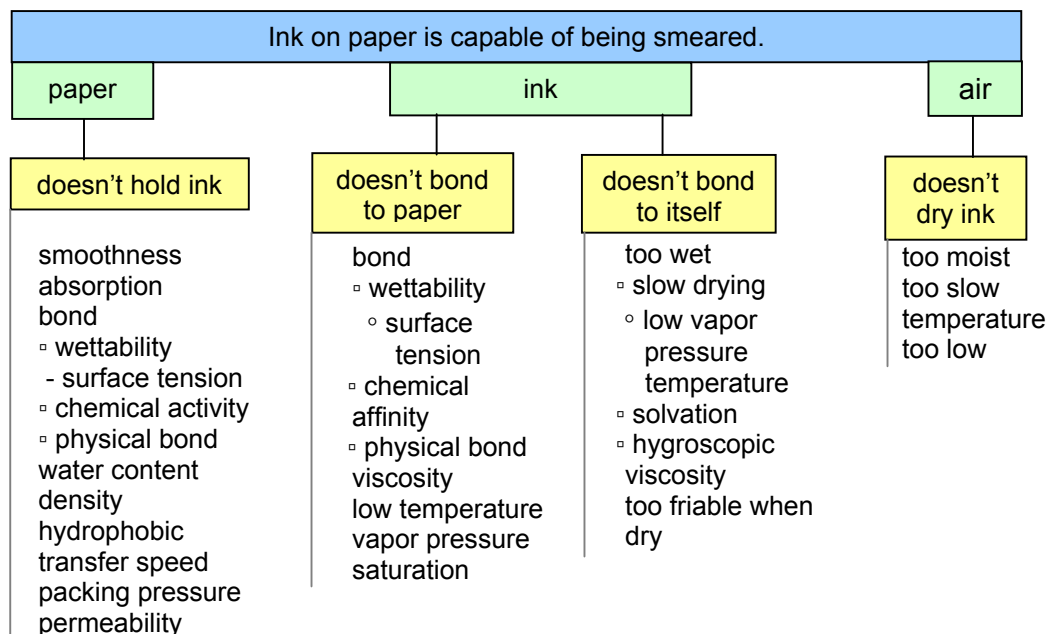 Ink on paper is capable of being smeared.
paper
ink
air
doesn't hold ink
doesn't bond
to paper
doesn't bond
to itself
doesn't
dry ink
smoothness
absorption
bond
▫ wettability
- surface tension
▫ chemical activity
▫ physical bond
water content
density
hydrophobic
transfer speed
packing pressure
permeability
bond
▫ wettability
° surface
tension
▫ chemical
affinity
▫ physical bond
viscosity
low temperature
vapor pressure
saturation
too wet
▫ slow drying
° low vapor
pressure
temperature
▫ solvation
▫ hygroscopic
viscosity
too friable when
dry
too moist
too slow
temperature
too low